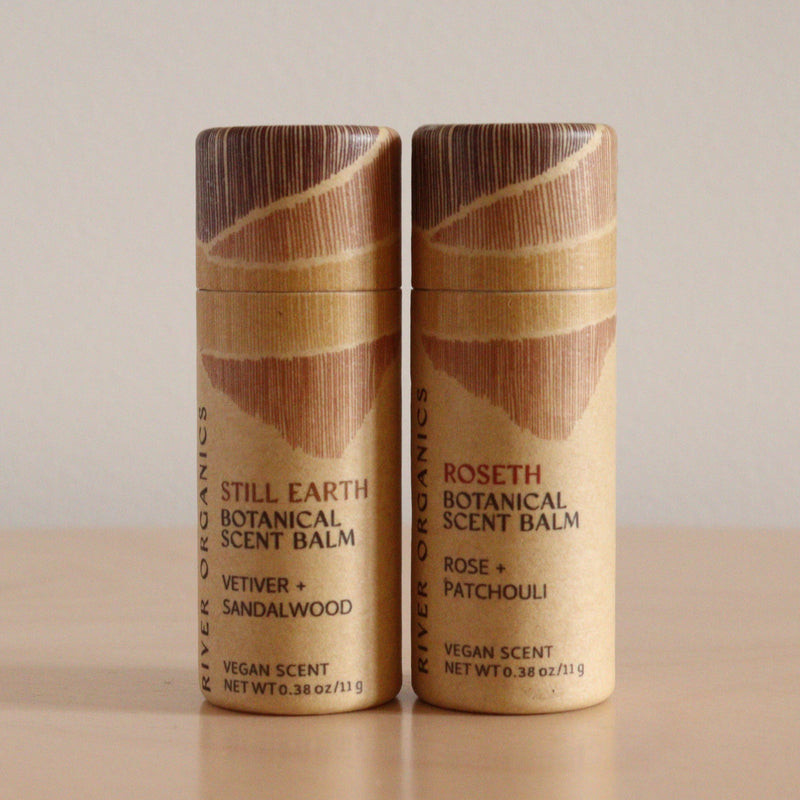 RIVER ORGANICS
STILL EARTH
BOTANICAL
SCENT BALM
VETIVER +
SANDALWOOD
VEGAN SCENT
NET WT 0.38 oz/11 g
RIVER ORGANICS
ROSETH
BOTANICAL
SCENT BALM
ROSE +
PATCHOULI
VEGAN SCENT
NET WT 0.38 oz/11 g